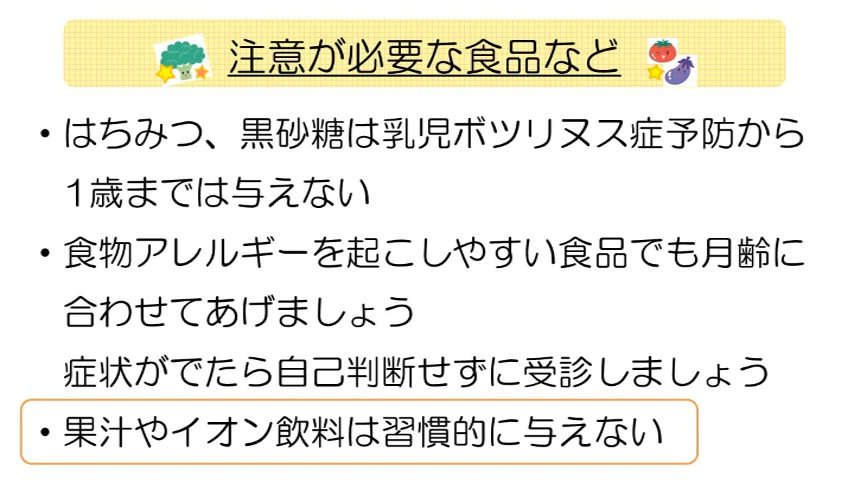 注意が必要な食品など
・はちみつ、黒砂糖は乳児ボツリヌス症予防から
1歳までは与えない
・食物アレルギーを起こしやすい食品でも月齢に
合わせてあげましょう
症状がでたら自己判断せずに受診しましょう
・果汁やイオン飲料は習慣的に与えない